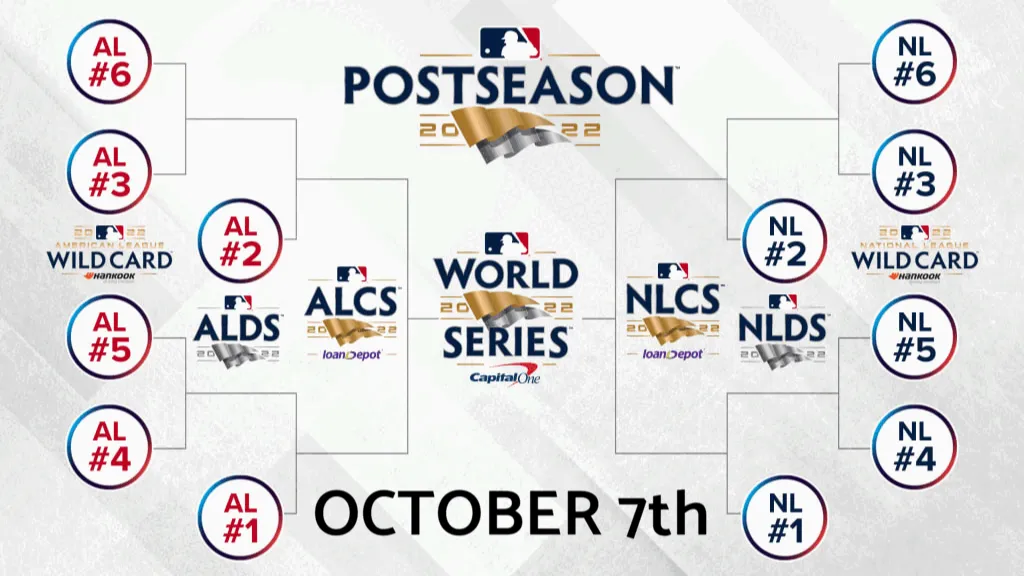 POSTSEASON™
2022
AL
#6
AL
#3
2022
AMERICAN LEAGUE
WILD CARD
HANKOOK
AL
#5
AL
#4
AL
#2
ALDS
2022
AL
#1
ALCS
2022
loanDepot
WORLD
2022
SERIES
Capital One
NLCS
2022
loanDepot
NL
#2
NLDS
2022
NL
#1
NL
#6
NL
#3
2022
NATIONAL LEAGUE
WILD CARD
HANKOOK
NL
#5
NL
#4
OCTOBER 7th